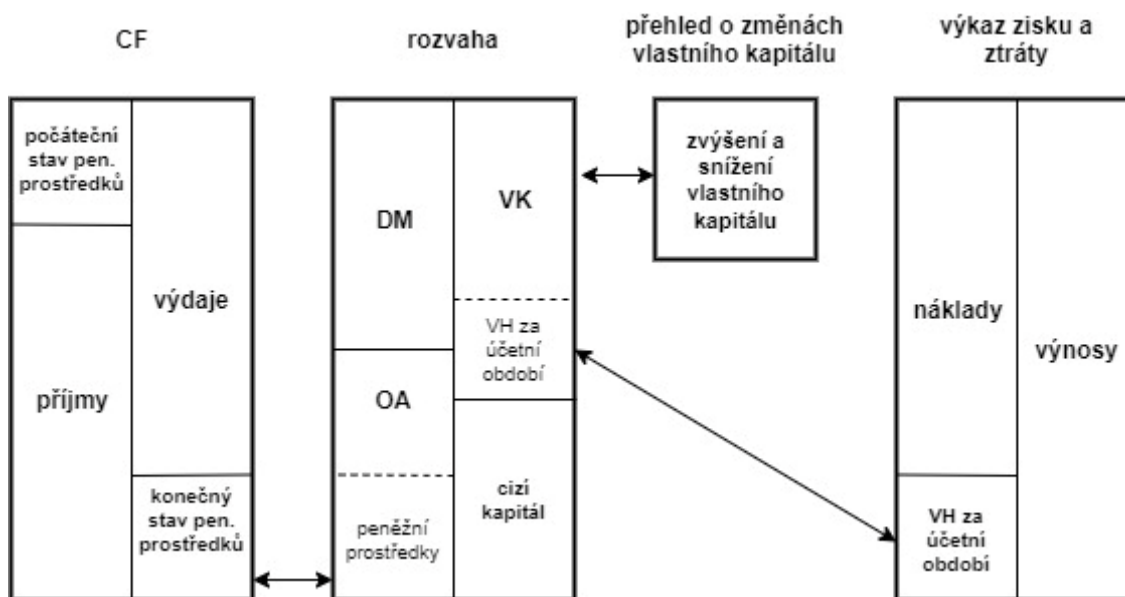 CF
rozvaha
přehled o změnách
vlastního kapitálu
výkaz zisku a
ztráty
počáteční
stav pen.
prostředků
příjmy
výdaje
konečný
stav pen.
prostředků
DM
OA
peněžní
prostředky
VK
VH za
účetní
období
cizí
kapitál
zvýšení a
snížení
vlastního
kapitálu
náklady
VH za
účetní
období
výnosy